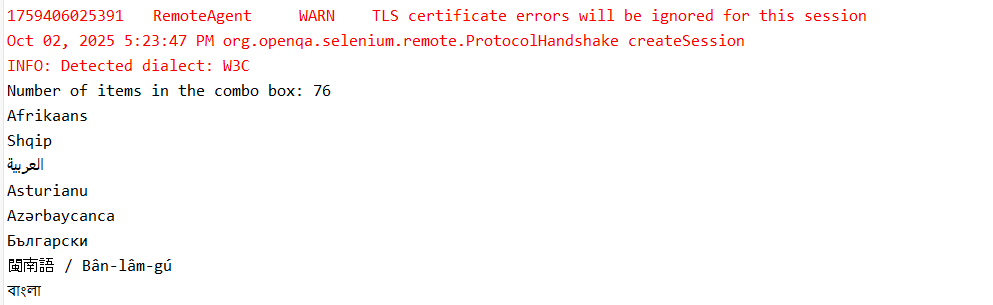 1759406025391 RemoteAgent WARN TLS certificate errors will be ignored for this session
Oct 02, 2025 5:23:47 PM org.openqa.selenium.remote.ProtocolHandshake createSession
INFO: Detected dialect: W3C
Number of items in the combo box: 76
Afrikaans
Shqip
العربية
Asturianu
Azərbaycanca
Български
閩南語 / Bân-lâm-gú
বাংলা